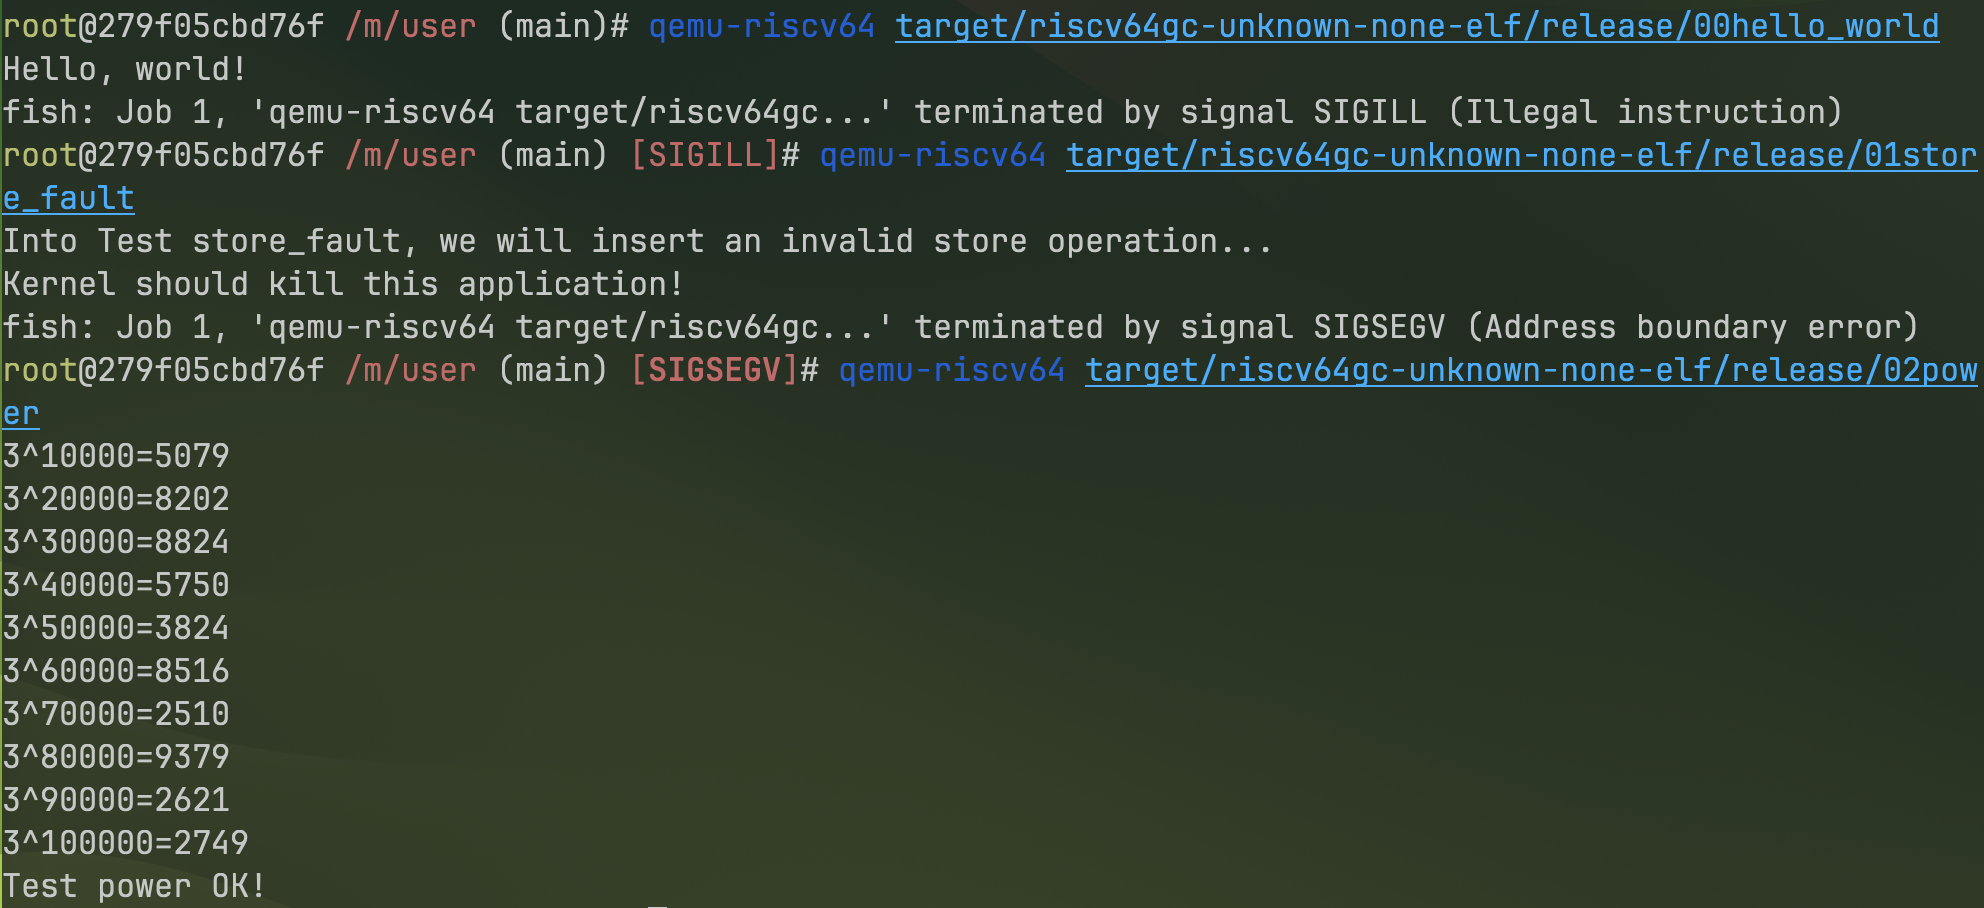 root@279f05cbd76f /m/user (main)# qemu-riscv64 target/riscv64gc-unknown-none-elf/release/00hello_world
Hello, world!
fish: Job 1, 'qemu-riscv64 target/riscv64gc...' terminated by signal SIGILL (Illegal instruction)
root@279f05cbd76f /m/user (main) [SIGILL]# qemu-riscv64 target/riscv64gc-unknown-none-elf/release/01stor
e_fault
Into Test store_fault, we will insert an invalid store operation...
Kernel should kill this application!
fish: Job 1, 'qemu-riscv64 target/riscv64gc...' terminated by signal SIGSEGV (Address boundary error)
root@279f05cbd76f /m/user (main) [SIGSEGV]# qemu-riscv64 target/riscv64gc-unknown-none-elf/release/02pow
er
3^10000=5079
3^20000=8202
3^30000=8824
3^40000=5750
3^50000=3824
3^60000=8516
3^70000=2510
3^80000=9379
3^90000=2621
3^100000=2749
Test power OK!